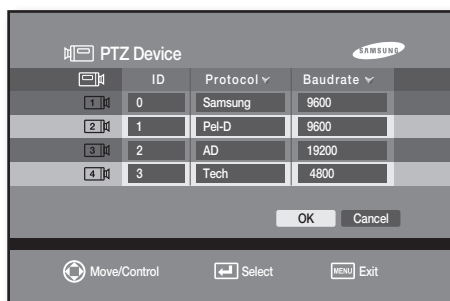 PTZ Device SAMSUNG
ID Protocol Baudrate
1 0 Samsung 9600
2 1 Pel-D 9600
3 2 AD 19200
4 3 Tech 4800
OK Cancel
Move/Control Select MENU Exit